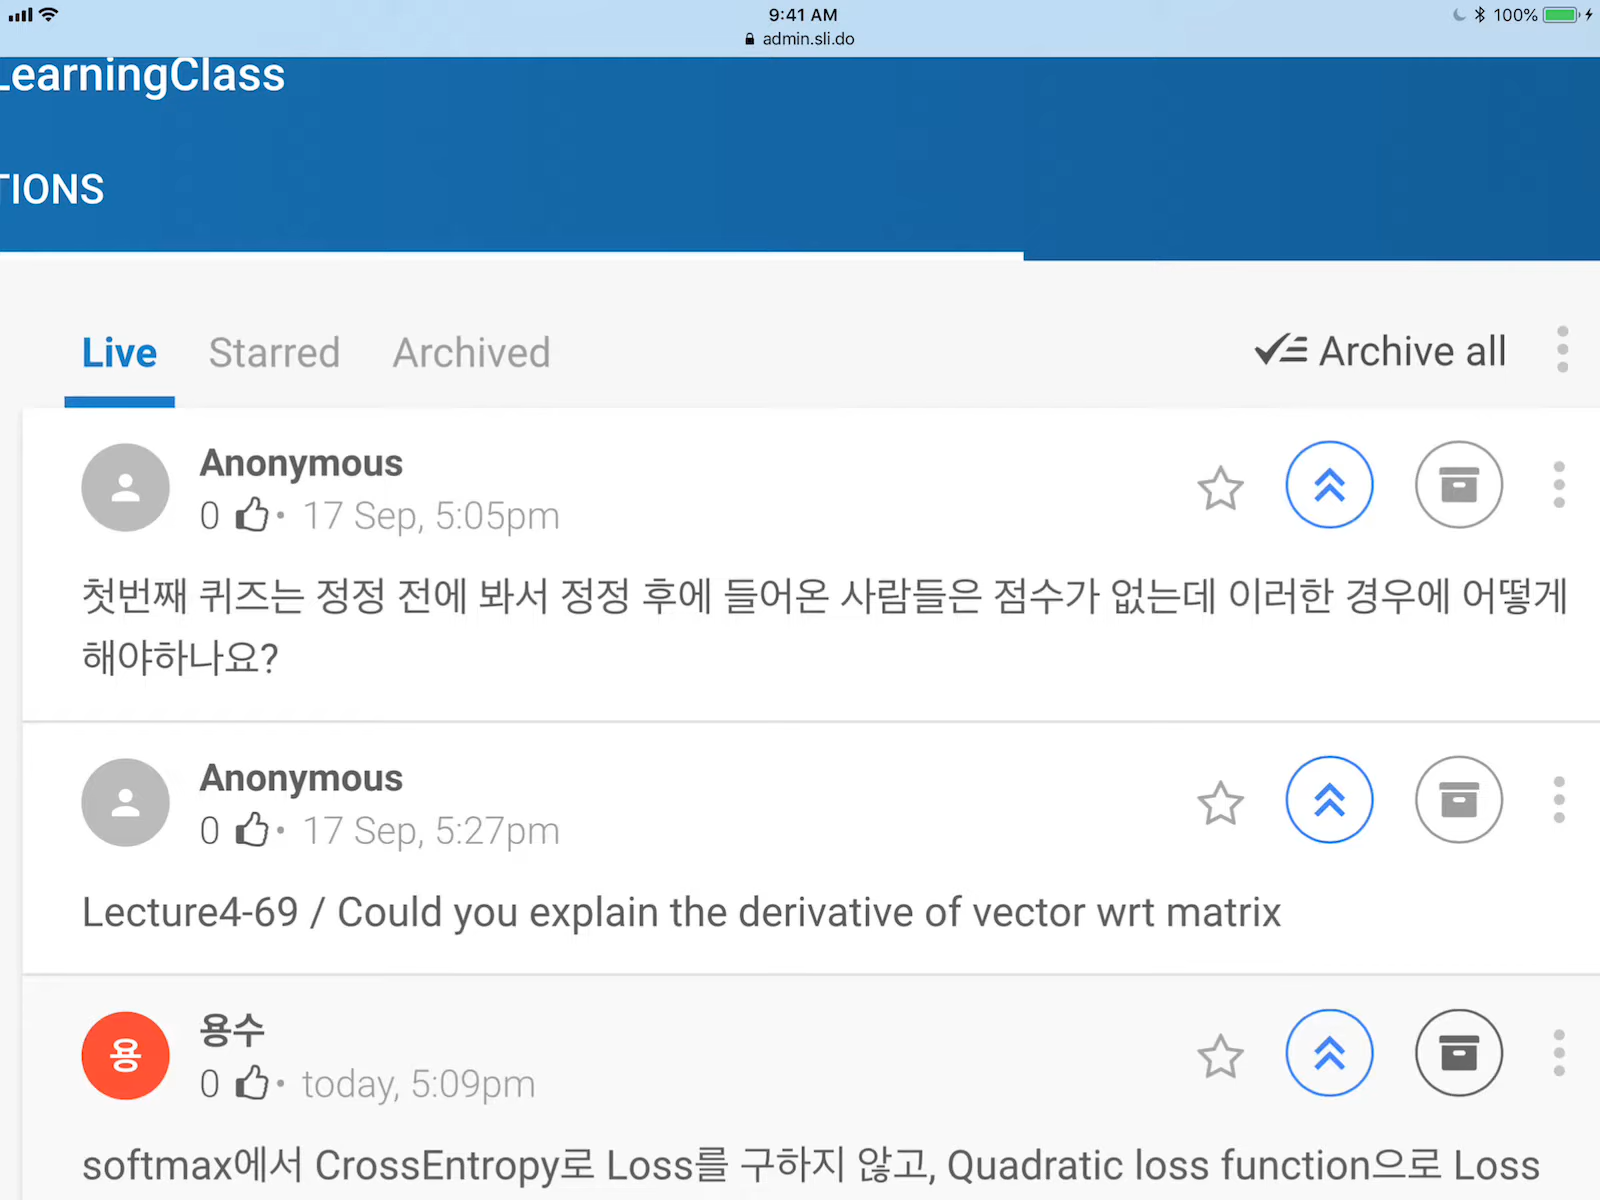 9:41 AM
100%
admin.sli.do
LearningClass
TIONS
Live Starred Archived Archive all
Anonymous
0 • 17 Sep, 5:05pm
첫번째 퀴즈는 정정 전에 봐서 정정 후에 들어온 사람들은 점수가 없는데 이러한 경우에 어떻게
해야하나요?
Anonymous
0 • 17 Sep, 5:27pm
Lecture4-69 / Could you explain the derivative of vector wrt matrix
용
용수
0 • today, 5:09pm
softmax에서 CrossEntropy로 Loss를 구하지 않고, Quadratic loss function으로 Loss